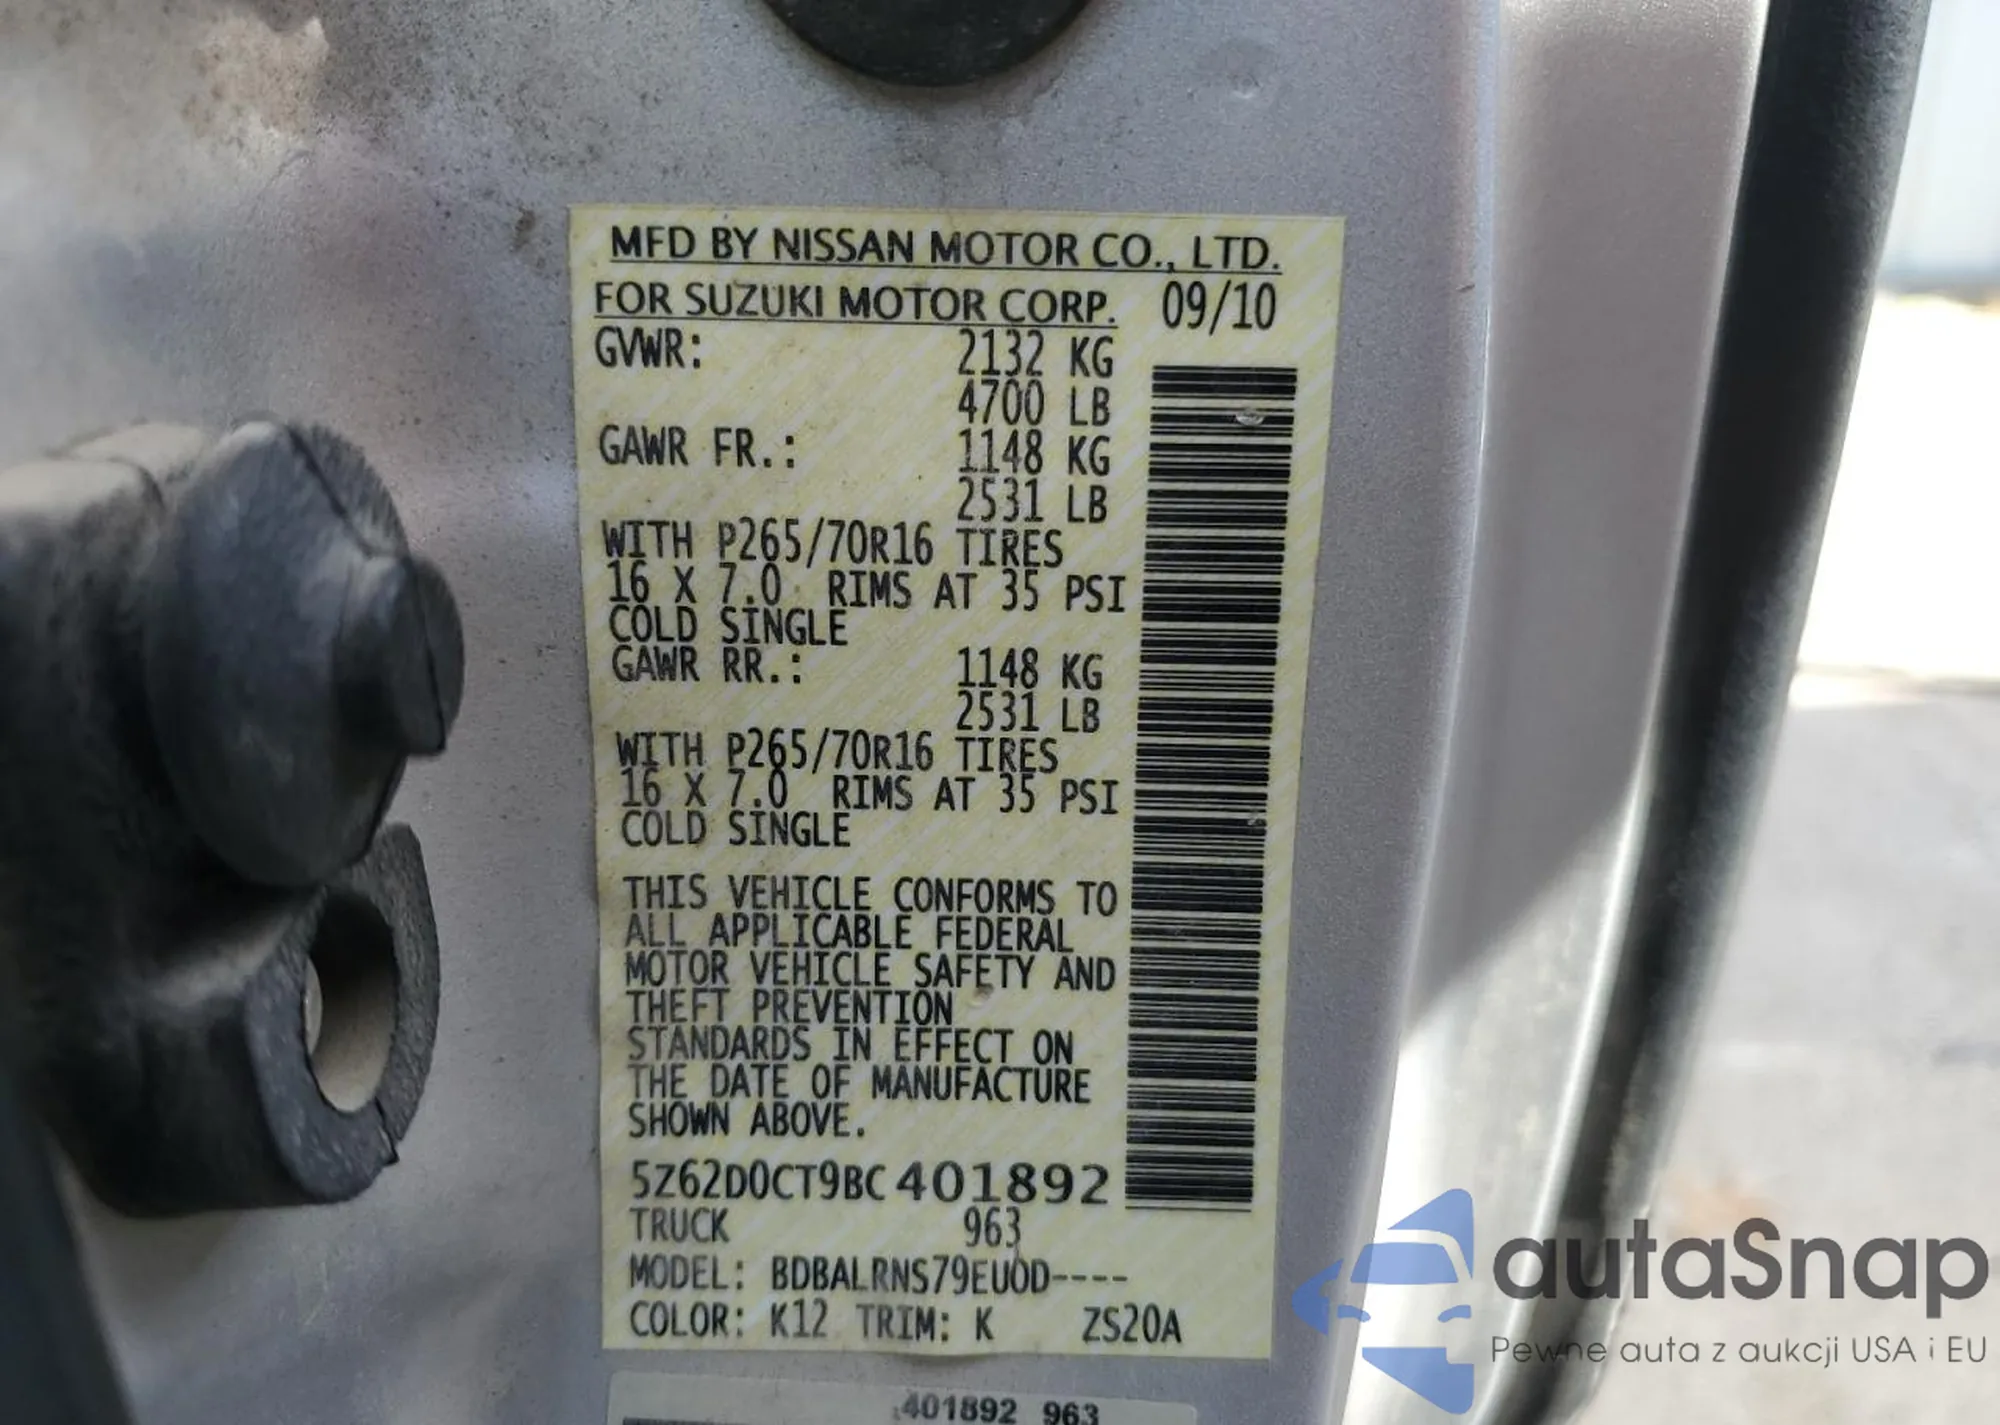 MFD BY NISSAN MOTOR CO., LTD.
FOR SUZUKI MOTOR CORP. 09/10
GVWR: 2132 KG
4700 LB
GAWR FR.: 1148 KG
2531 LB
WITH P265/70R16 TIRES
16 X 7.0 RIMS AT 35 PSI
COLD SINGLE
GAWR RR.: 1148 KG
2531 LB
WITH P265/70R16 TIRES
16 X 7.0 RIMS AT 35 PSI
COLD SINGLE
THIS VEHICLE CONFORMS TO
ALL APPLICABLE FEDERAL
MOTOR VEHICLE SAFETY AND
THEFT PREVENTION
STANDARDS IN EFFECT ON
THE DATE OF MANUFACTURE
SHOWN ABOVE.
5Z62D0CT9BC401892
TRUCK 963
MODEL: BDBALRNS79EU0D----
COLOR: K12 TRIM: K ZS20A
401892 963
autaSnap
Pewne auta z aukcji USA i EU